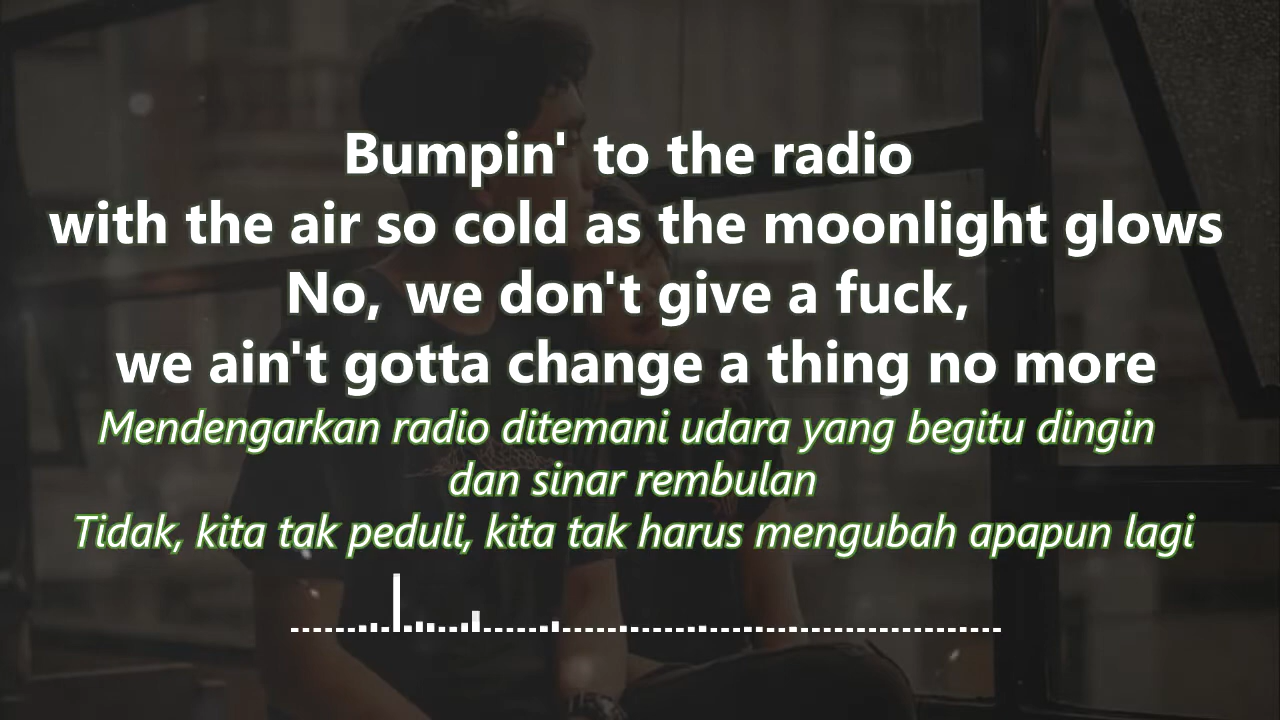 Bumpin' to the radio
with the air so cold as the moonlight glows
No, we don't give a fuck,
we ain't gotta change a thing no more
Mendengarkan radio ditemani udara yang begitu dingin
dan sinar rembulan
Tidak, kita tak peduli, kita tak harus mengubah apapun lagi